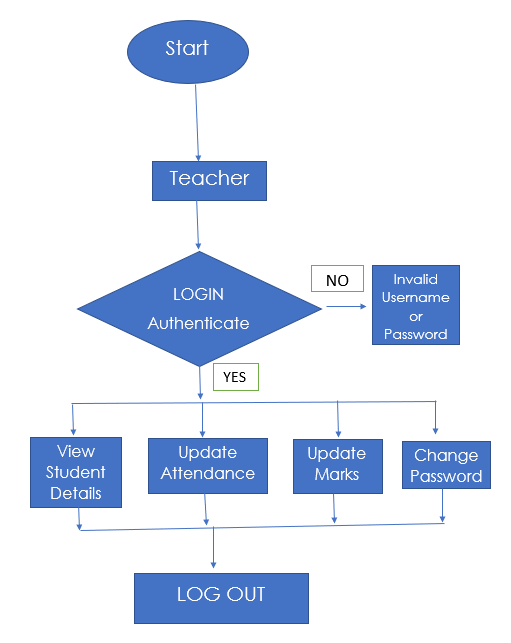 Start
Teacher
LOGIN
Authenticate
NO
Invalid
Username
or
Password
YES
View
Student
Details
Update
Attendance
Update
Marks
Change
Password
LOG OUT